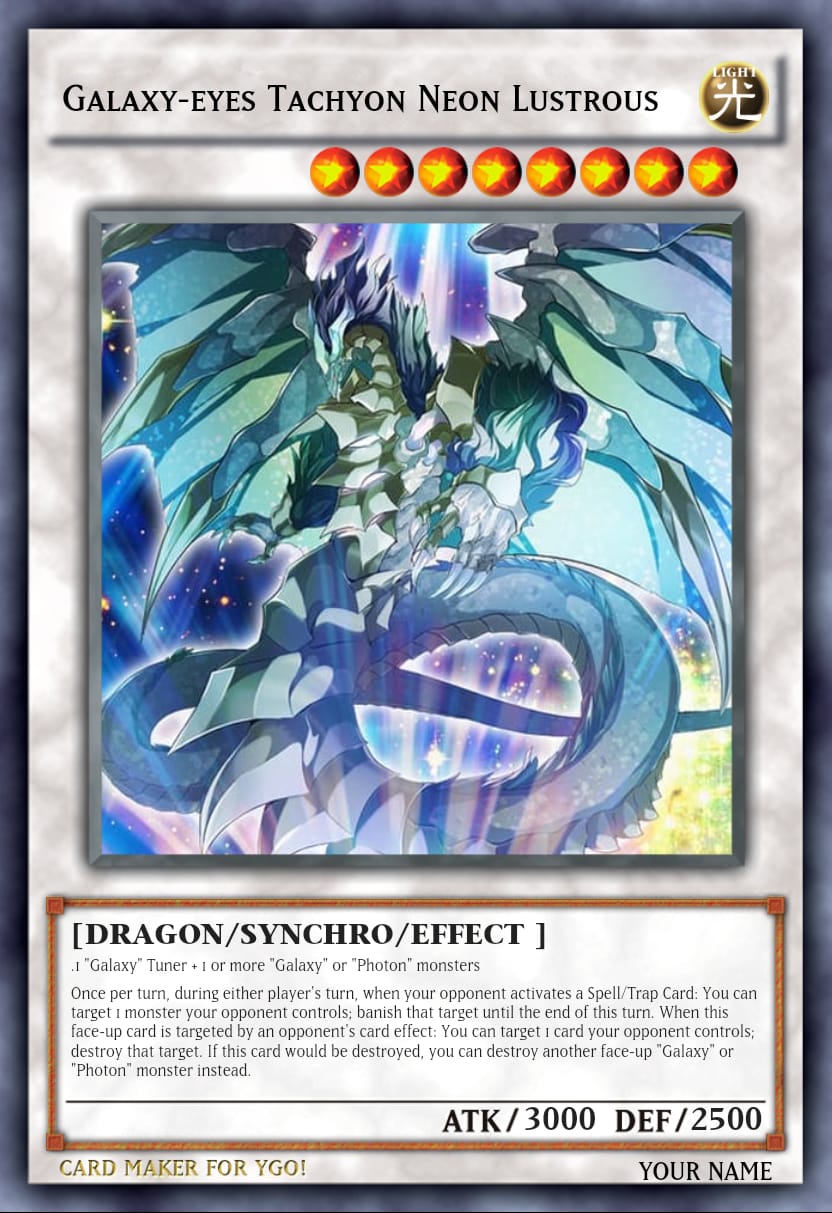 Galaxy-eyes Tachyon Neon Lustrous
LIGHT
光
[DRAGON/SYNCHRO/EFFECT ]
.1 "Galaxy" Tuner + 1 or more "Galaxy" or "Photon" monsters
Once per turn, during either player's turn, when your opponent activates a Spell/Trap Card: You can
target 1 monster your opponent controls; banish that target until the end of this turn. When this
face-up card is targeted by an opponent's card effect: You can target 1 card your opponent controls;
destroy that target. If this card would be destroyed, you can destroy another face-up "Galaxy" or
"Photon" monster instead.
ATK/3000 DEF/2500
CARD MAKER FOR YGO!
YOUR NAME